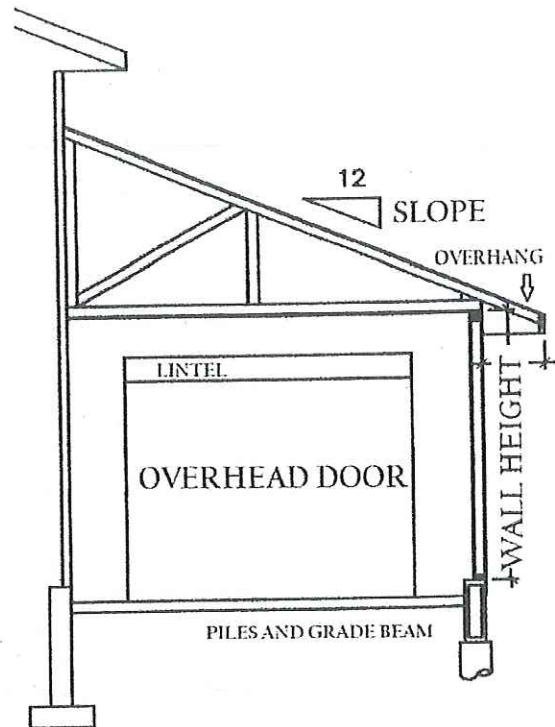 12
SLOPE
OVERHANG
LINTEL
OVERHEAD DOOR
WALL HEIGHT
PILES AND GRADE BEAM